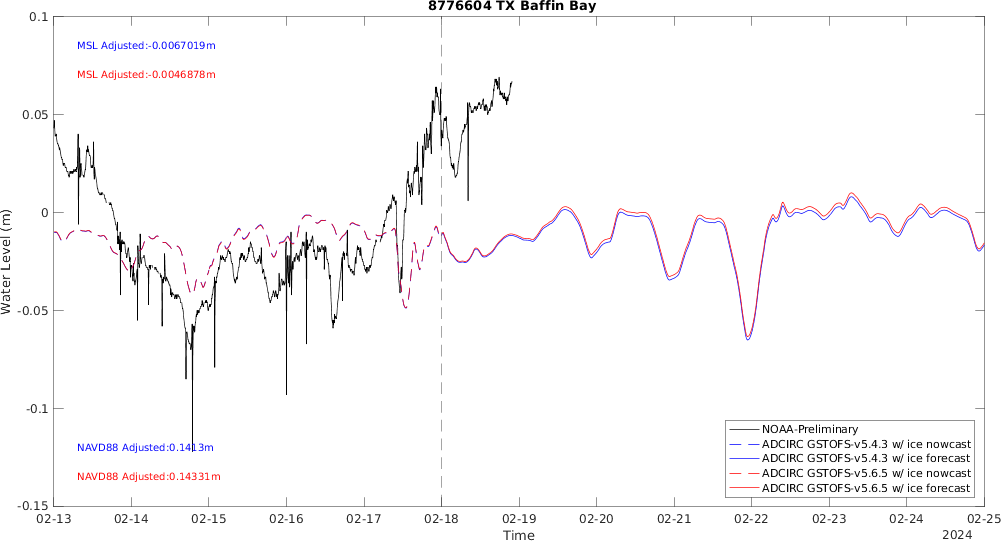 8776604 TX Baffin Bay
0.1
MSL Adjusted:-0.0067019m
MSL Adjusted:-0.0046878m
0.05
0
Water Level (m)
-0.05
-0.1
NAVD88 Adjusted:0.1413m
NAVD88 Adjusted:0.14331m
-0.15
NOAA-Preliminary
ADCIRC GSTOFS-v5.4.3 w/ ice nowcast
ADCIRC GSTOFS-v5.4.3 w/ ice forecast
ADCIRC GSTOFS-v5.6.5 w/ ice nowcast
ADCIRC GSTOFS-v5.6.5 w/ ice forecast
02-13 02-14 02-15 02-16 02-17 02-18 02-19 02-20 02-21 02-22 02-23 02-24 02-25
Time
2024